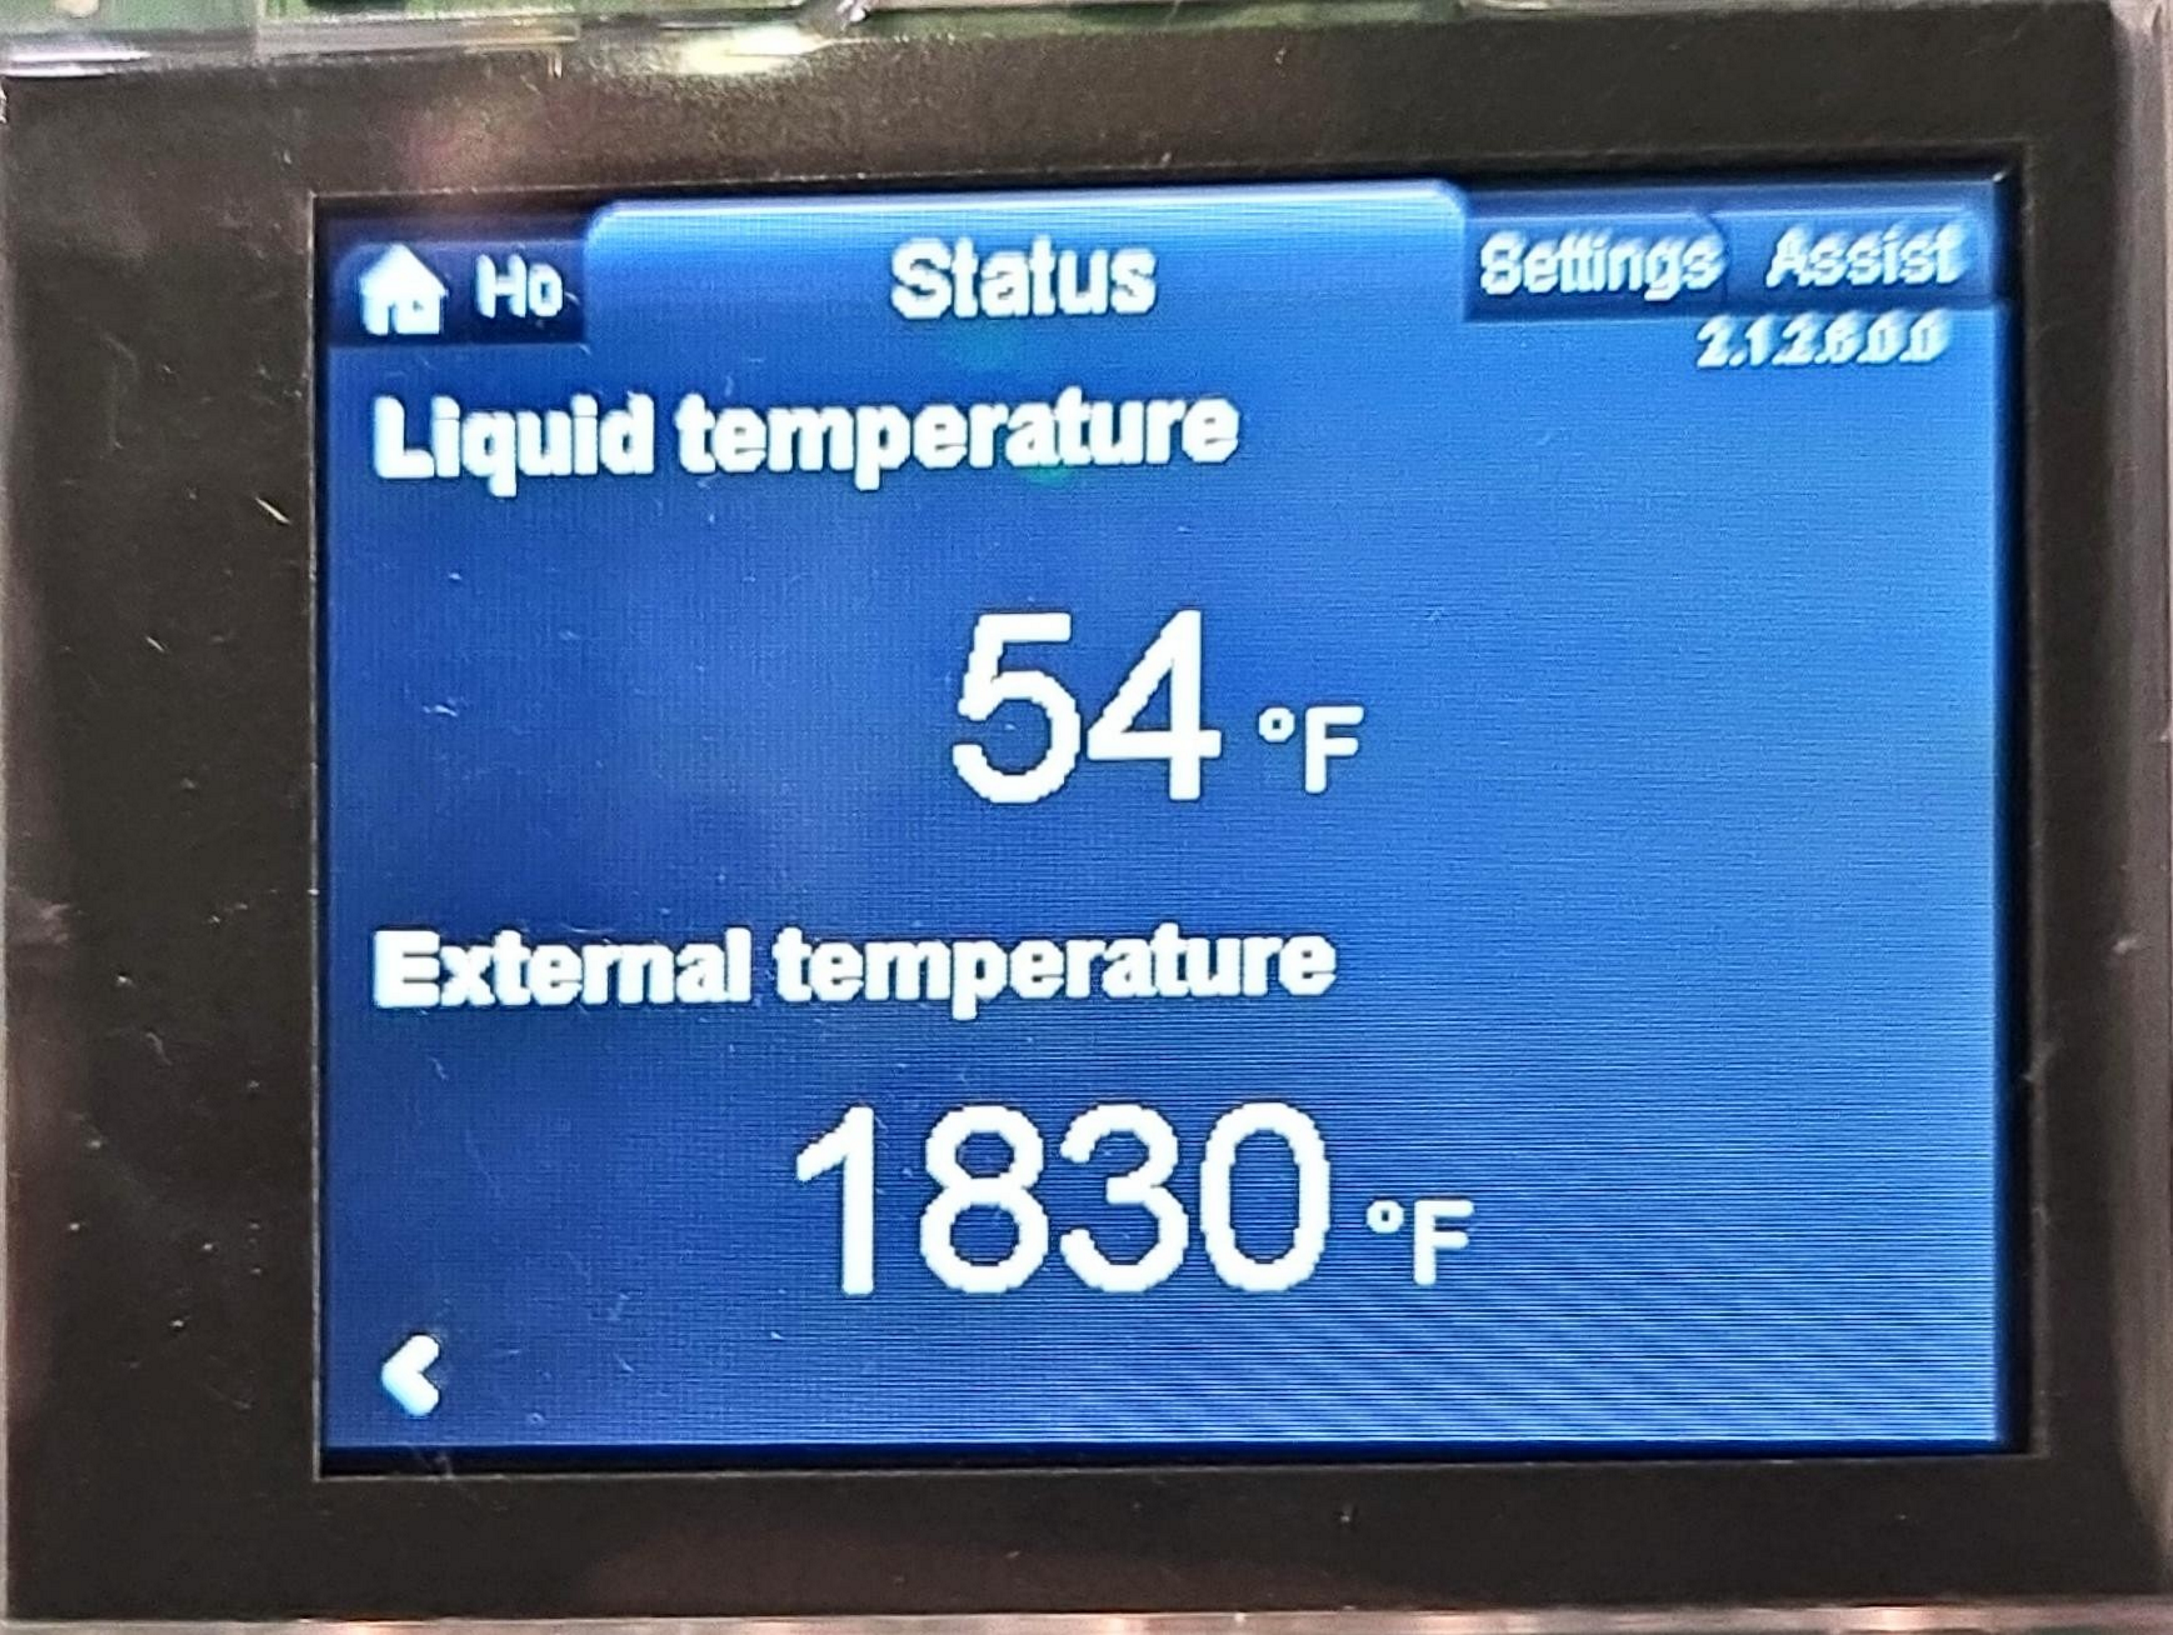 Ho Status Settings Assist
2.1.2.6.0.0
Liquid temperature
54 °F
External temperature
1830 °F